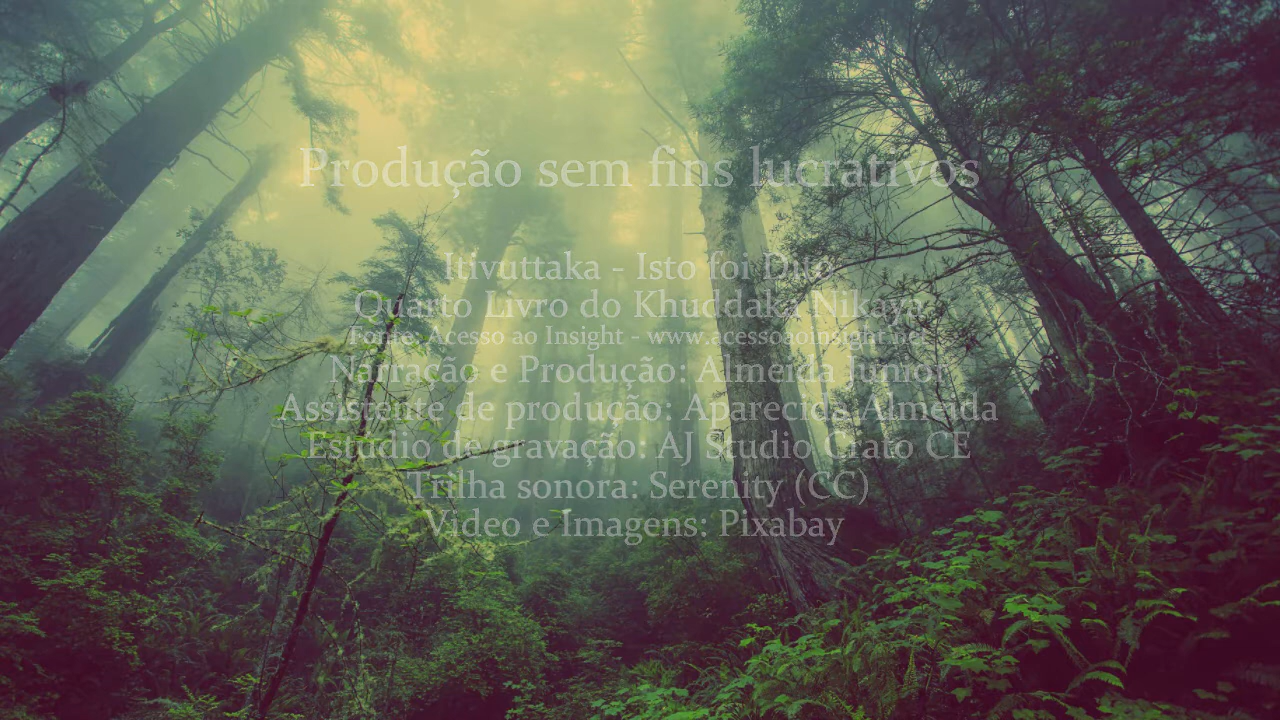 Produção sem fins lucrativos
Itivuttaka - Isto foi Dito
Quarto Livro do Khuddaka Nikaya
Fonte Acesso ao Insight - www.acessoaoinsight.net
Narração e Produção: Almeida Júnior
Assistente de produção: Aparecida Almeida
Estúdio de gravação: AJ Studio Crato CE
Trilha sonora: Serenity (CC)
Vídeo e Imagens: Pixabay